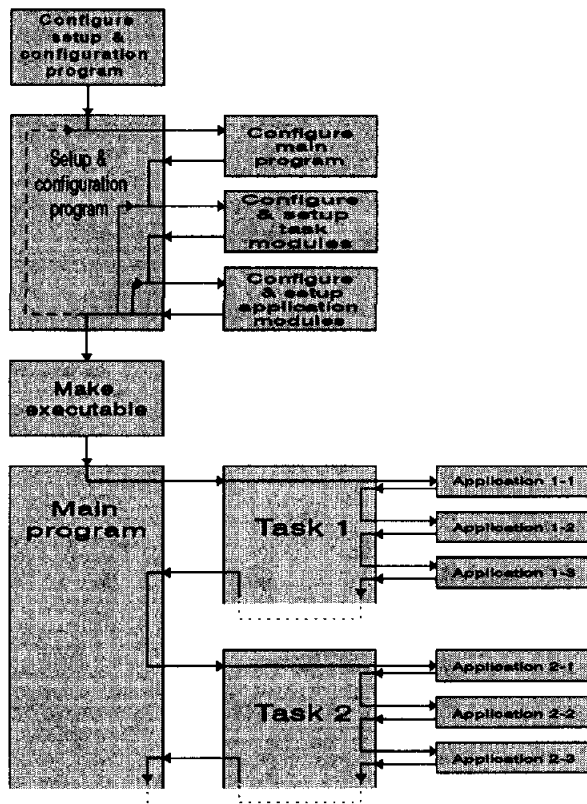 Configure
setup &
configuration
program
Setup &
configuration
program
Configure
main
program
Configure
& setup
task
modules
Configure
& setup
application
modules
Make
executable
Main
program
Task 1
Application 1-1
Application 1-2
Application 1-3
Task 2
Application 2-1
Application 2-2
Application 2-3